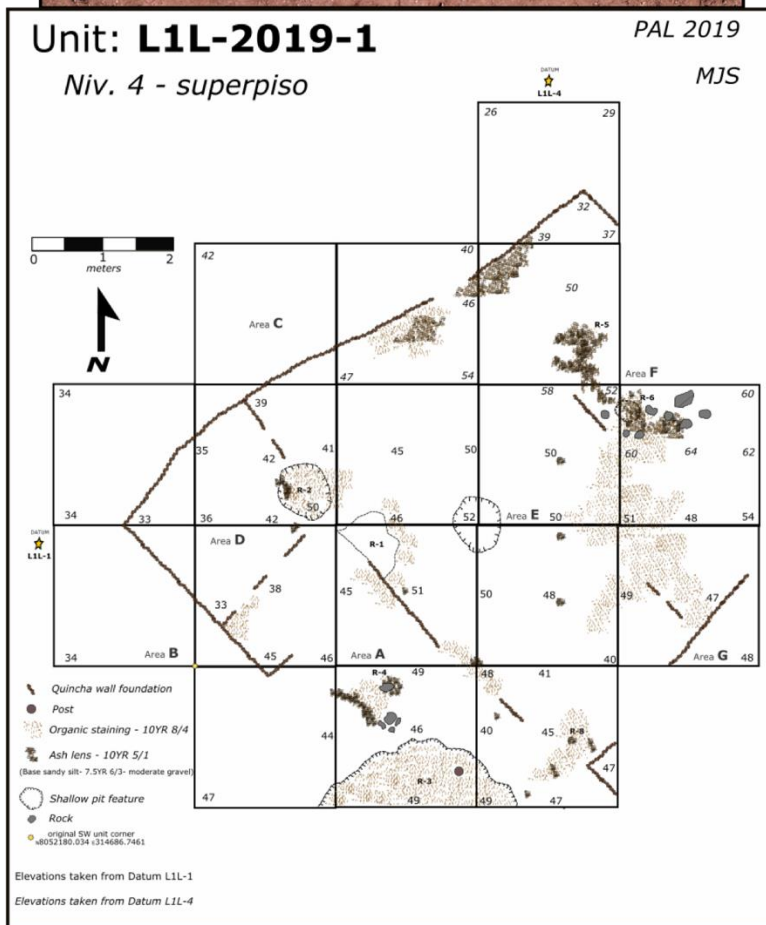 Unit: L1L-2019-1
PAL 2019
Niv. 4 - superpiso
MJS
DATUM
L1L-4
26 29
32
37
39
42 40
0 1 2
meters
N
Area C
50
46
R-5
47 54
Area F
34 39 58 52 60
R-6
35 42 41 45 50 50 60 64 62
R-2
50
34 33 36 42 46 52 Area E 50 51 48 54
DATUM
L1L-1
Area D
R-1
45 51 50 48 49 47
38
33
34 Area B 45 46 Area A 40 Area G 48
R-4 49 48 41
Quincha wall foundation
Post
Organic staining - 10YR 8/4
44 46 40 45 R-8
Ash lens - 10YR 5/1
(Base sandy silt- 7.5YR 6/3- moderate gravel)
47
R-3
Shallow pit feature
47 49 49 47
Rock
original SW unit corner
N8052180.034 E314686.7461
Elevations taken from Datum L1L-1
Elevations taken from Datum L1L-4